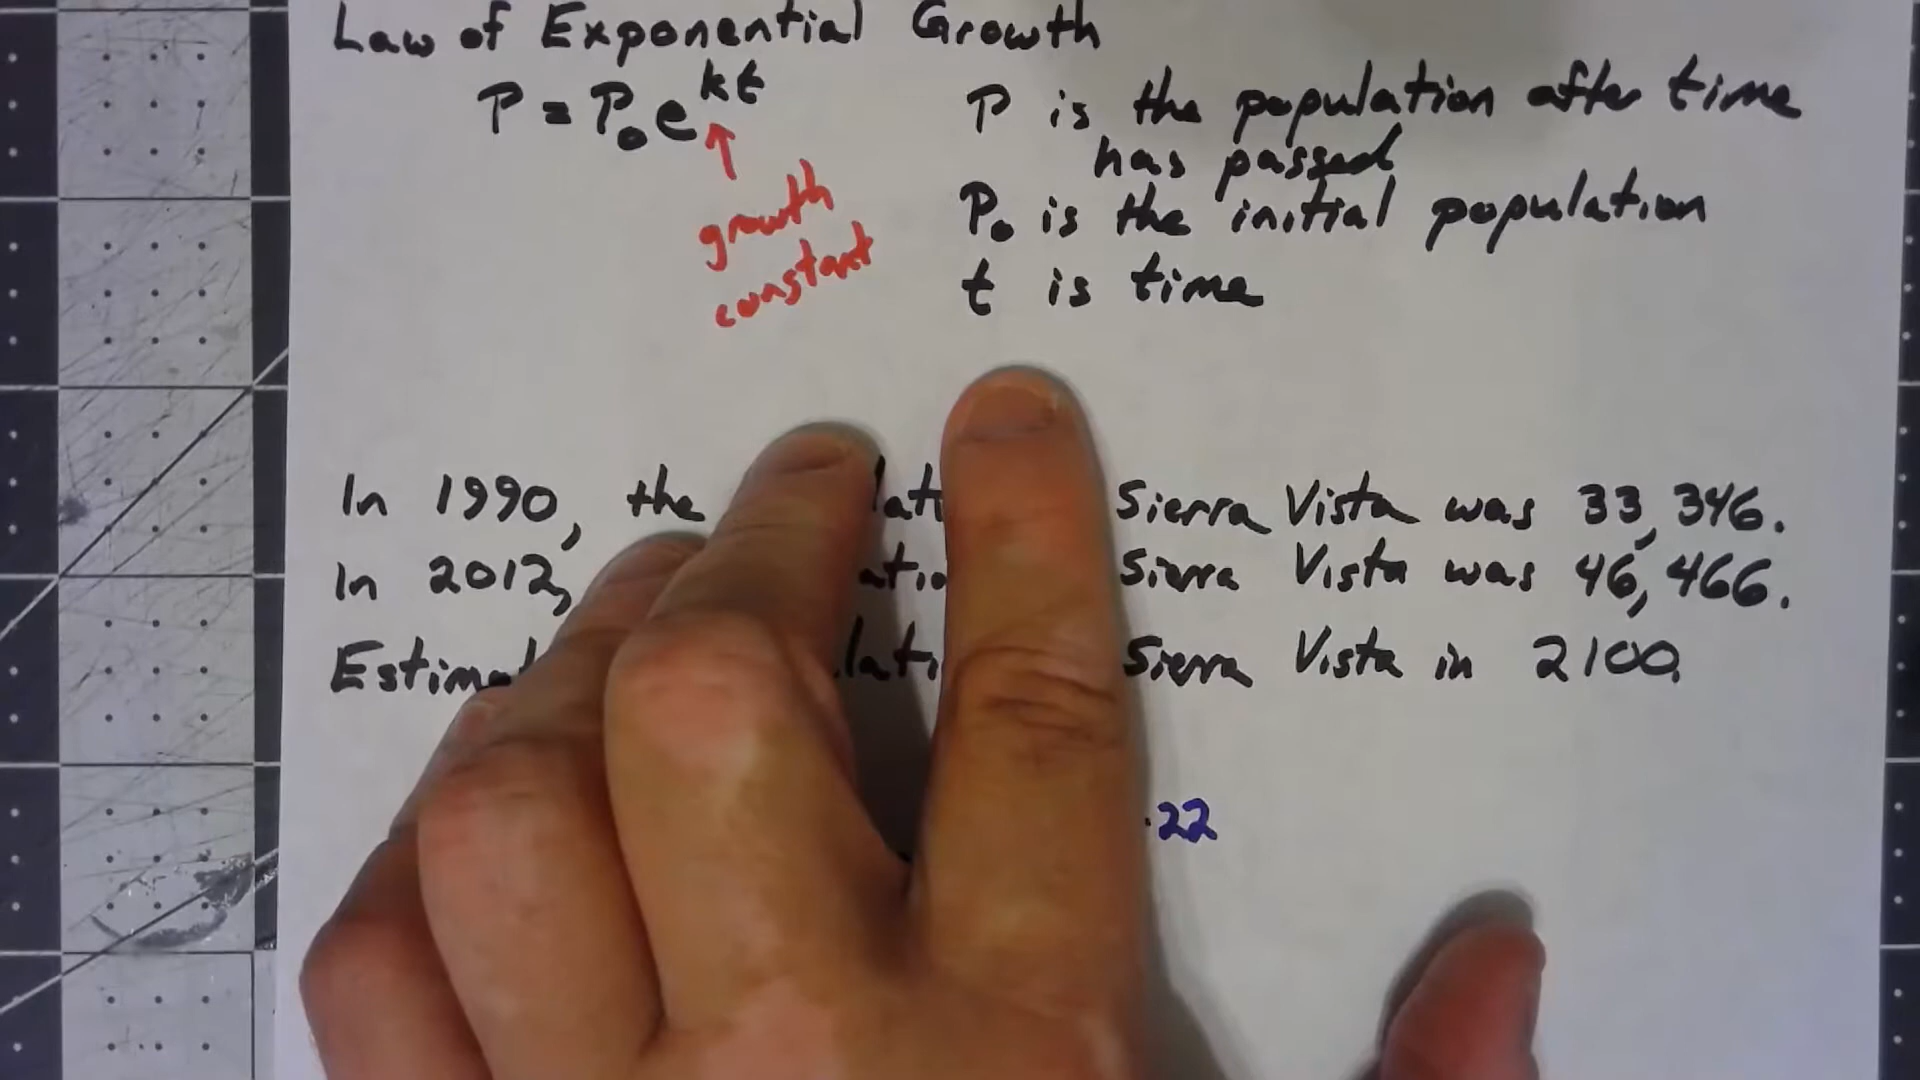 Law of Exponential Growth
P = P₀e^kt
growth
constant
P is the population after time
has passed
P₀ is the initial population
t is time
In 1990, the Sierra Vista was 33,346.
In 2012, Sierra Vista was 46,466.
Sierra Vista in 2100.
·22